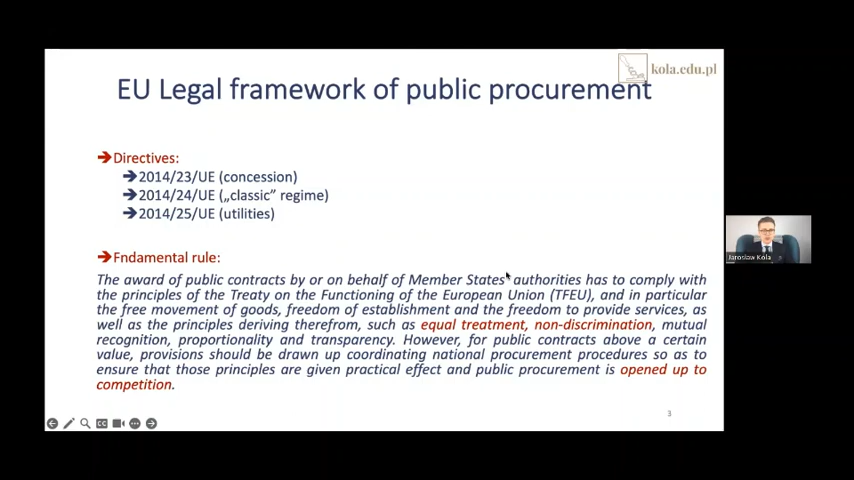 kola.edu.pl
EU Legal framework of public procurement
Directives:
2014/23/UE (concession)
2014/24/UE („classic” regime)
2014/25/UE (utilities)
Fndamental rule:
The award of public contracts by or on behalf of Member States' authorities has to comply with
the principles of the Treaty on the Functioning of the European Union (TFEU), and in particular
the free movement of goods, freedom of establishment and the freedom to provide services, as
well as the principles deriving therefrom, such as equal treatment, non-discrimination, mutual
recognition, proportionality and transparency. However, for public contracts above a certain
value, provisions should be drawn up coordinating national procurement procedures so as to
ensure that those principles are given practical effect and public procurement is opened up to
competition.
3
Jarosław Kola